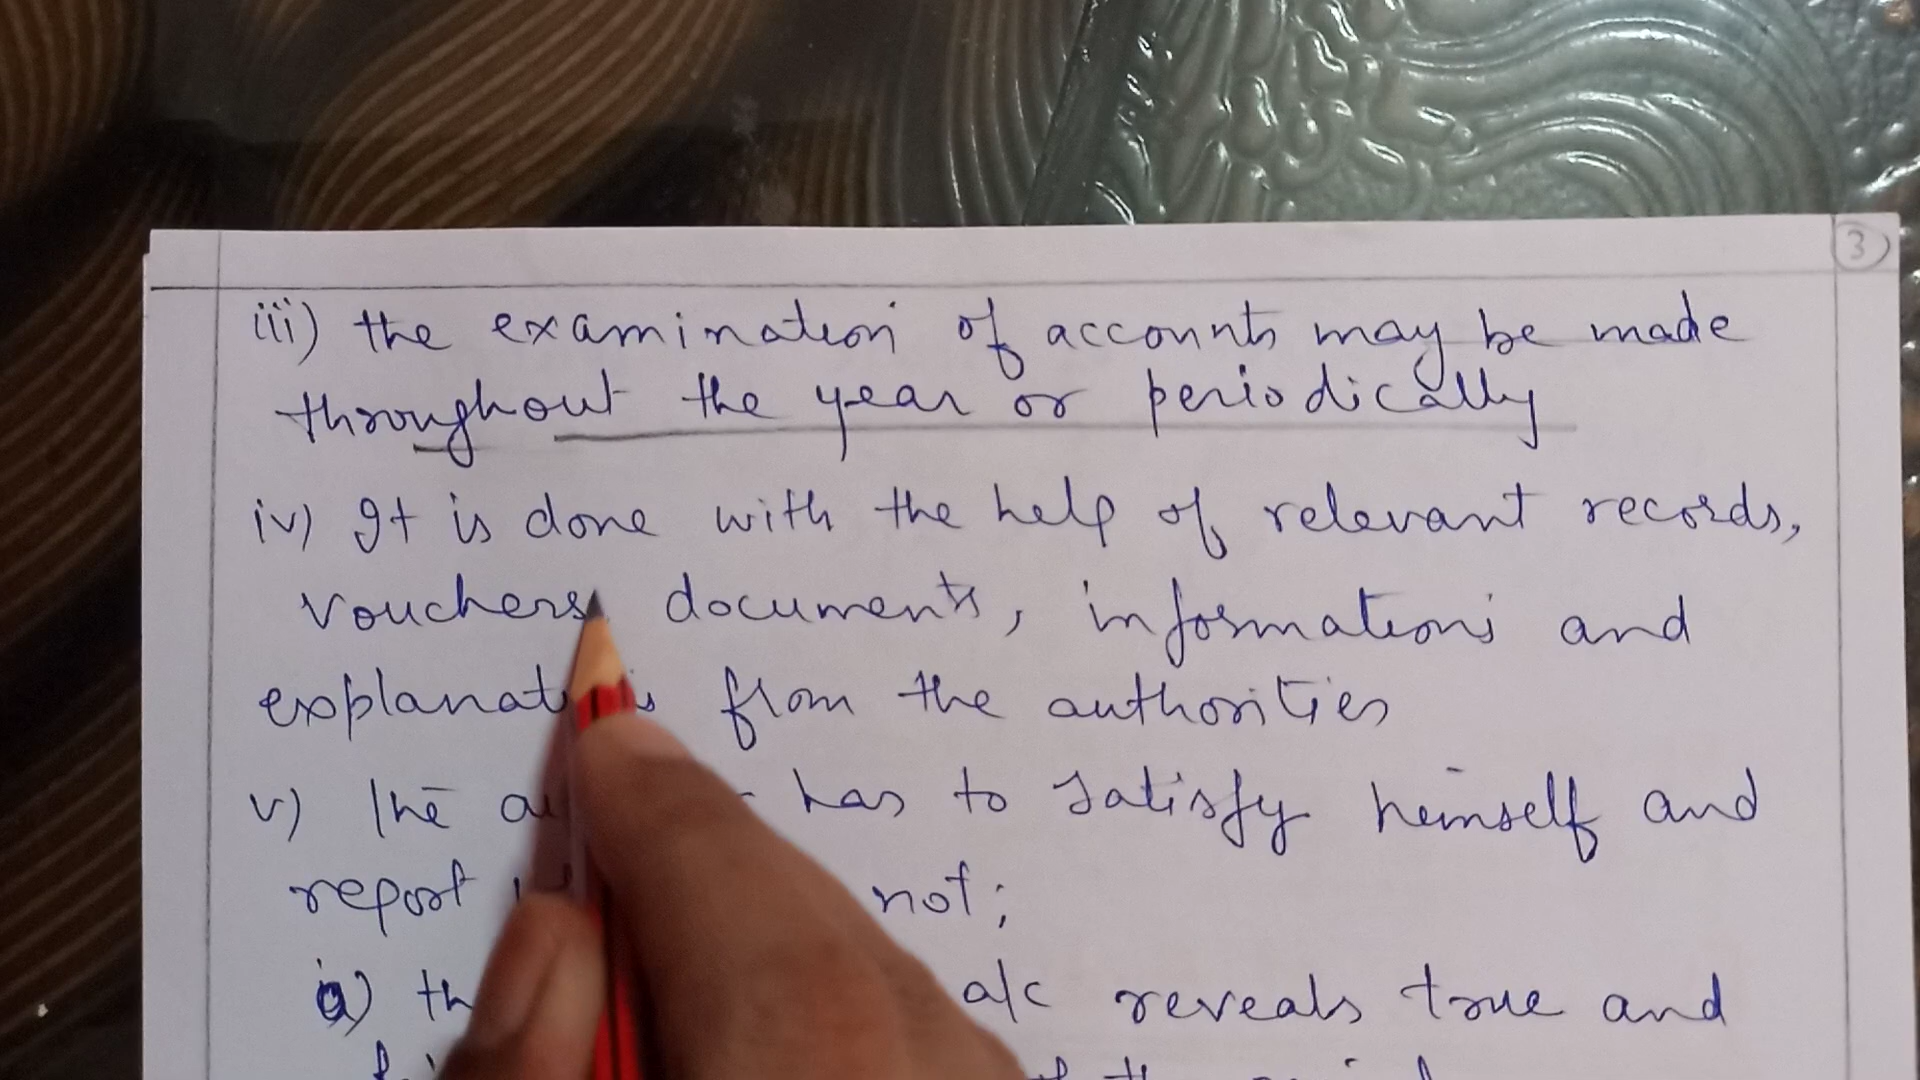 3
iii) the examination of accounts may be made
throughout the year or periodically
iv) It is done with the help of relevant records,
vouchers documents, informations and
from the authorities
v) The has to satisfy himself and
report not;
a) a/c reveals true and